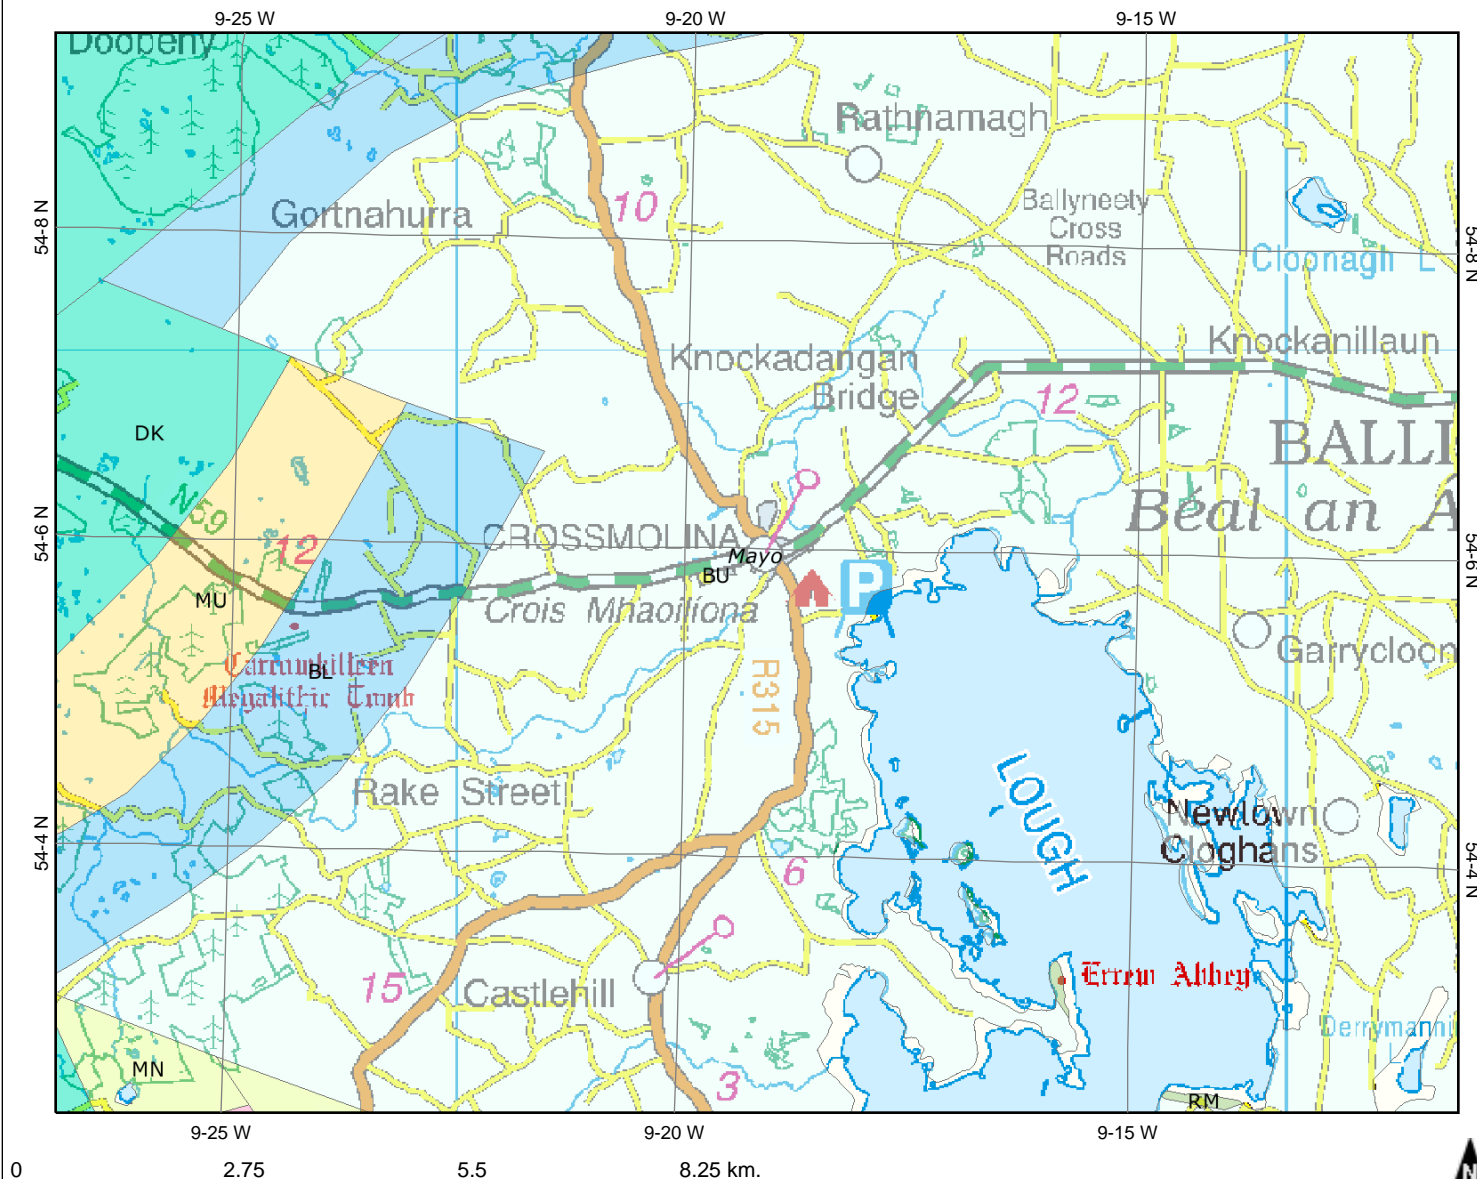 9-25 W
9-20 W
9-15 W
Doobeny
Rathnamagh
10
Gortnahurra
Ballyneety
Cross
Roads
54-8 N
54-8 N
Cloonagh L
Knockanillaun
Knockadangan
Bridge
12
DK
BALLI
N59
Béal an Á
54-6 N
54-6 N
12
CROSSMOLINA
Mayo
BU
P
MU
Crois Mhaoilíona
Garrycloon
Carrowkilleen
BL
Megalithic Tomb
R315
LOUGH
Rake Street
Newtown
Cloghans
54-4 N
54-4 N
6
15
Castlehill
Errew Abbey
Derrymanni
L
MN
3
RM
9-25 W
9-20 W
9-15 W
0
2.75
5.5
8.25 km.
N